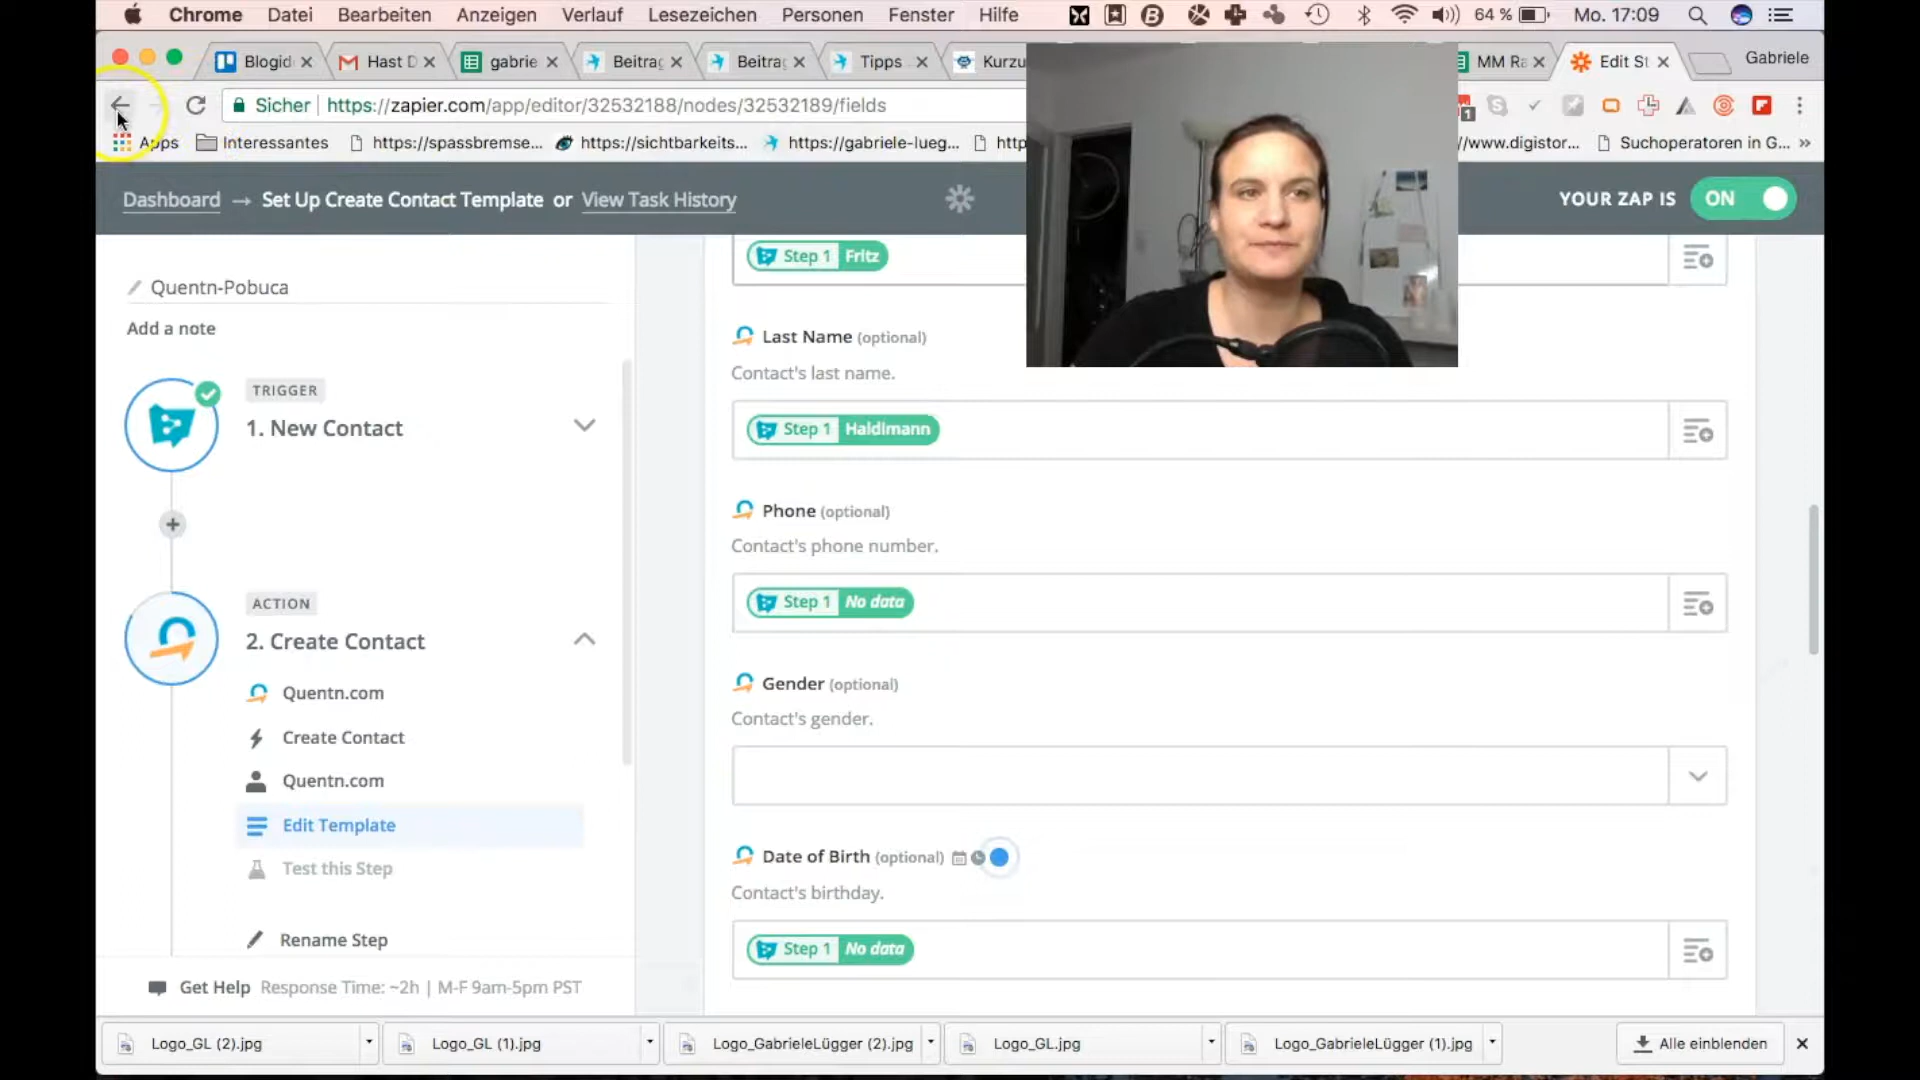 Chrome Datei Bearbeiten Anzeigen Verlauf Lesezeichen Personen Fenster Hilfe 64 % Mo. 17:09
Blogid Hast D gabrie Beitrag Beitrag Tipps Kurzu MM Ra Edit St Gabriele
Sicher https://zapier.com/app/editor/32532188/nodes/32532189/fields
Apps Interessantes https://spassbremse... https://sichtbarkeits... https://gabriele-lueg... http //www.digistor... Suchoperatoren in G... »
Dashboard → Set Up Create Contact Template or View Task History YOUR ZAP IS ON
Step 1 Fritz
Quentn-Pobuca
Add a note
Last Name (optional)
Contact's last name.
TRIGGER
1. New Contact
Step 1 Haldimann
Phone (optional)
Contact's phone number.
ACTION
2. Create Contact
Step 1 No data
Quentn.com
Gender (optional)
Contact's gender.
Create Contact
Quentn.com
Edit Template
Date of Birth (optional)
Test this Step
Contact's birthday.
Rename Step
Step 1 No data
Get Help Response Time: ~2h | M-F 9am-5pm PST
Logo_GL (2).jpg Logo_GL (1).jpg Logo_GabrieleLügger (2).jpg Logo_GL.jpg Logo_GabrieleLügger (1).jpg Alle einblenden